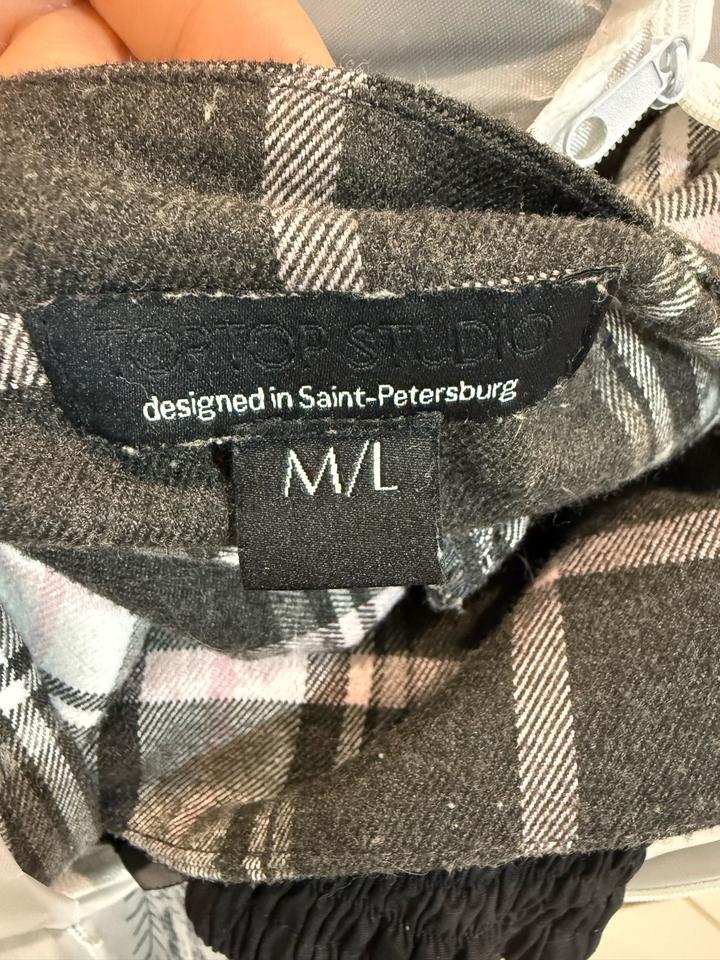 TOPTOP STUDIO
designed in Saint-Petersburg
M/L